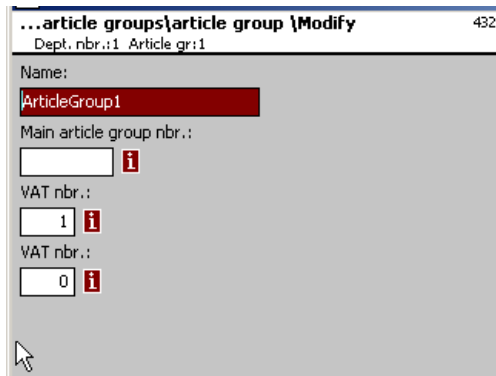 ...article groups\article group \Modify 432
Dept. nbr.:1 Article gr:1
Name:
ArticleGroup1
Main article group nbr.:
i
VAT nbr.:
1 i
VAT nbr.:
0 i